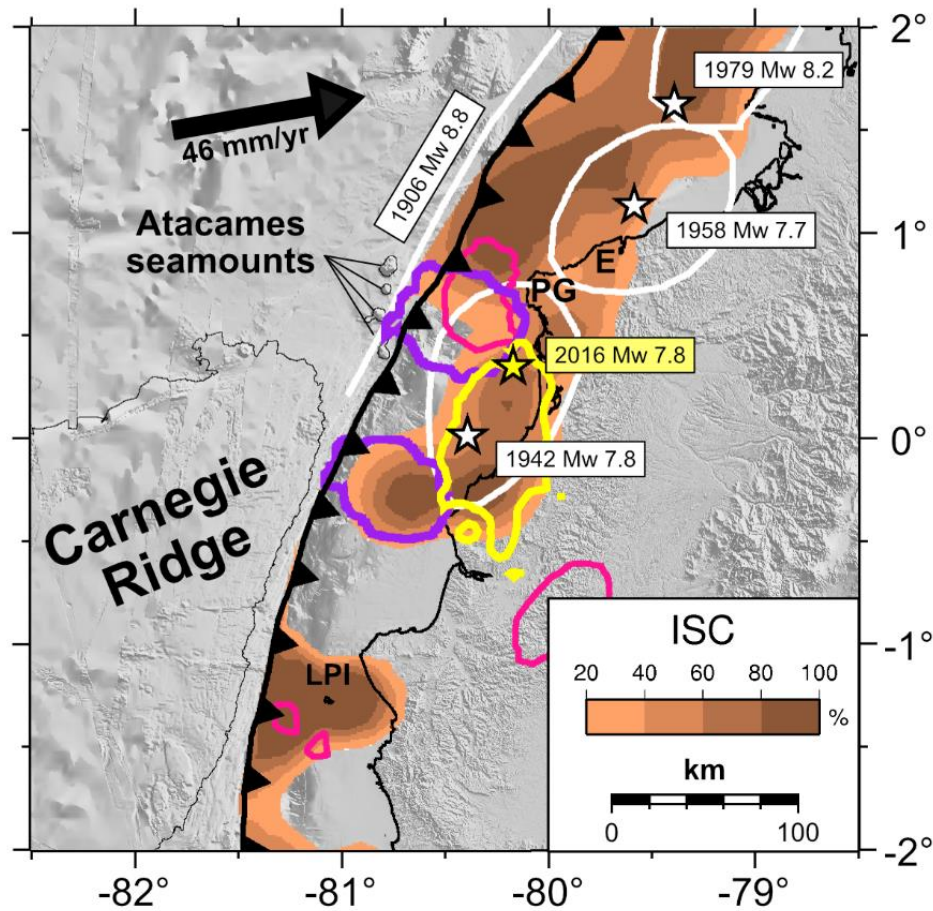 2°
1979 Mw 8.2
46 mm/yr
1906 Mw 8.8
Atacames
seamounts
1°
1958 Mw 7.7
E
PG
2016 Mw 7.8
0°
1942 Mw 7.8
Carnegie
Ridge
LPI
-1°
ISC
20 40 60 80 100
%
km
0 100
-2°
-82° -81° -80° -79°